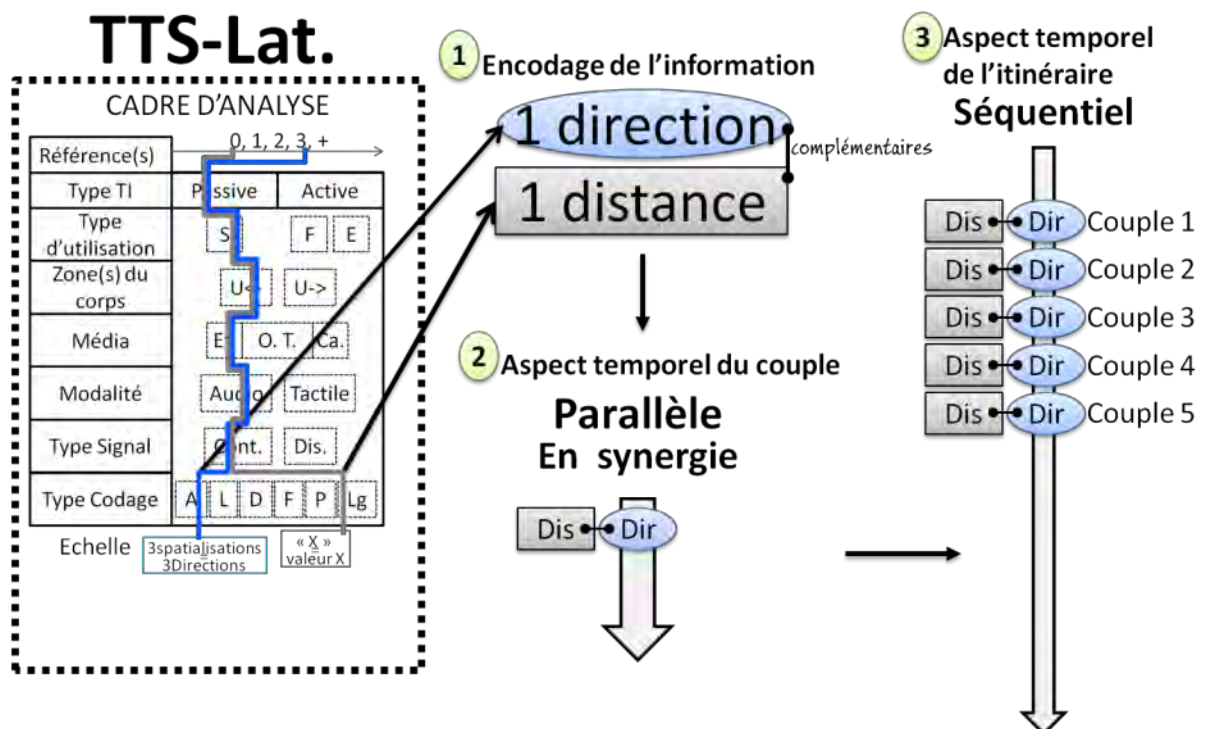 TTS-Lat.
CADRE D'ANALYSE
0, 1, 2, 3, +
Référence(s)
Type TI
Passive
Active
Type
d'utilisation
S
F
E
Zone(s) du
corps
U<-
U->
Média
O. T.
Ca.
Modalité
Audio
Tactile
Type Signal
Cont.
Dis.
Type Codage
A
L
D
F
P
Lg
Echelle
3spatialisations
=
3Directions
« X »
=
valeur X
1
Encodage de l'information
1 direction
complémentaires
1 distance
2
Aspect temporel du couple
Parallèle
En synergie
Dis
Dir
3
Aspect temporel
de l'itinéraire
Séquentiel
Dis Dir Couple 1
Dis Dir Couple 2
Dis Dir Couple 3
Dis Dir Couple 4
Dis Dir Couple 5